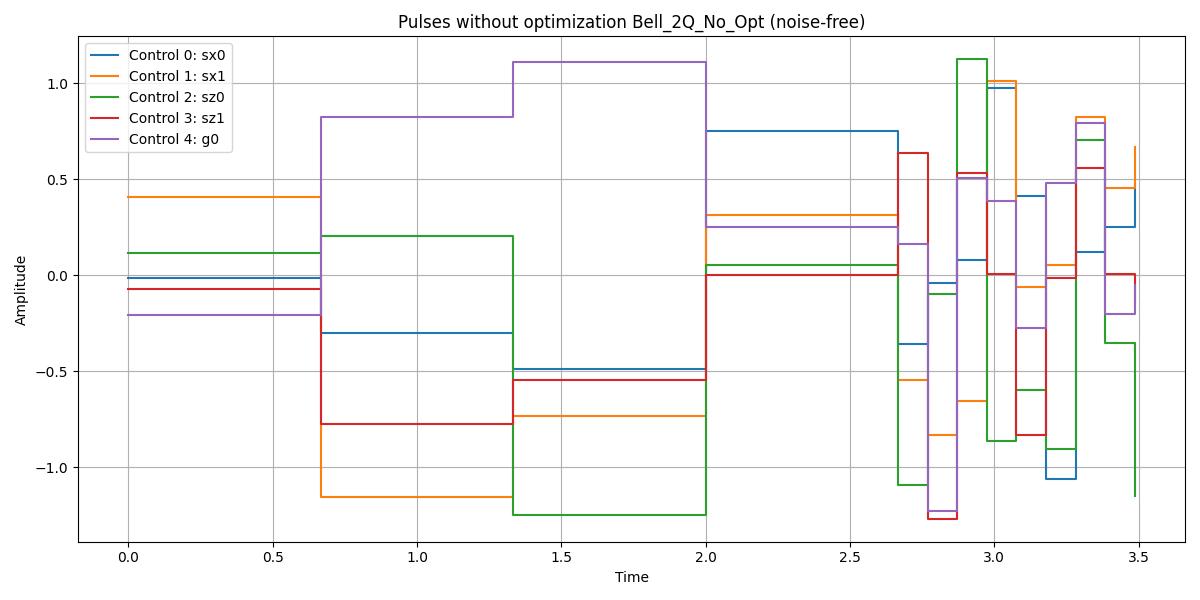 Pulses without optimization Bell_2Q_No_Opt (noise-free)
Control 0: sx0
Control 1: sx1
Control 2: sz0
Control 3: sz1
Control 4: g0
Amplitude
1.0
0.5
0.0
−0.5
−1.0
0.0 0.5 1.0 1.5 2.0 2.5 3.0 3.5
Time